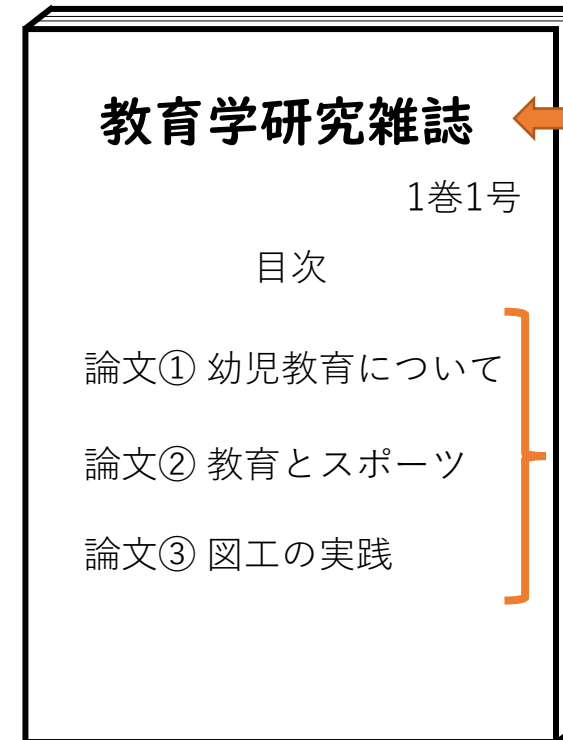 教育学研究雑誌
1巻1号
目次
論文① 幼児教育について
論文② 教育とスポーツ
論文③ 図工の実践